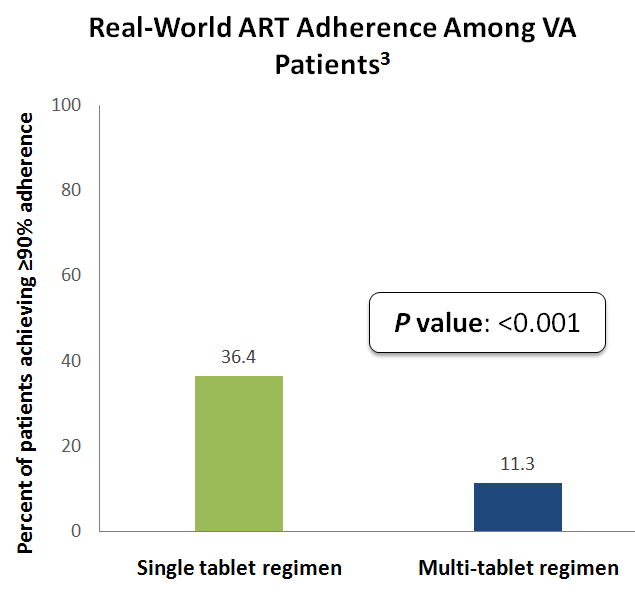 Real-World ART Adherence Among VA
Patients³
Percent of patients achieving ≥90% adherence
100
80
60
40
20
0
36.4
11.3
P value: <0.001
Single tablet regimen
Multi-tablet regimen